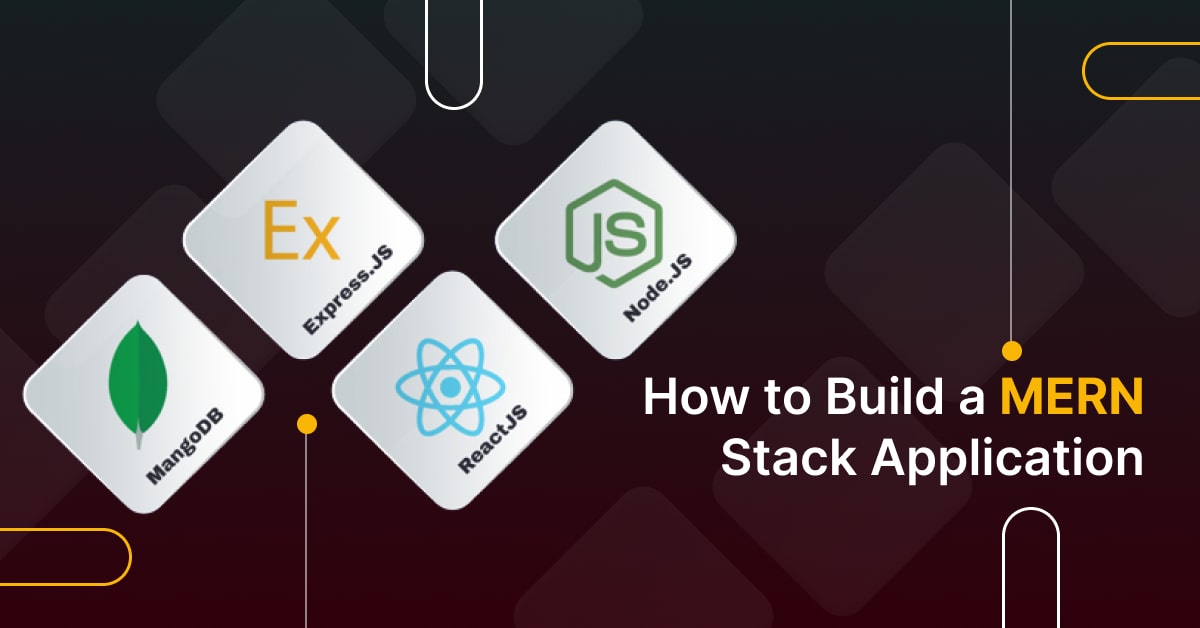 Ex
Express.JS
JS
Node.JS
MangoDB
ReactJS
How to Build a MERN
Stack Application